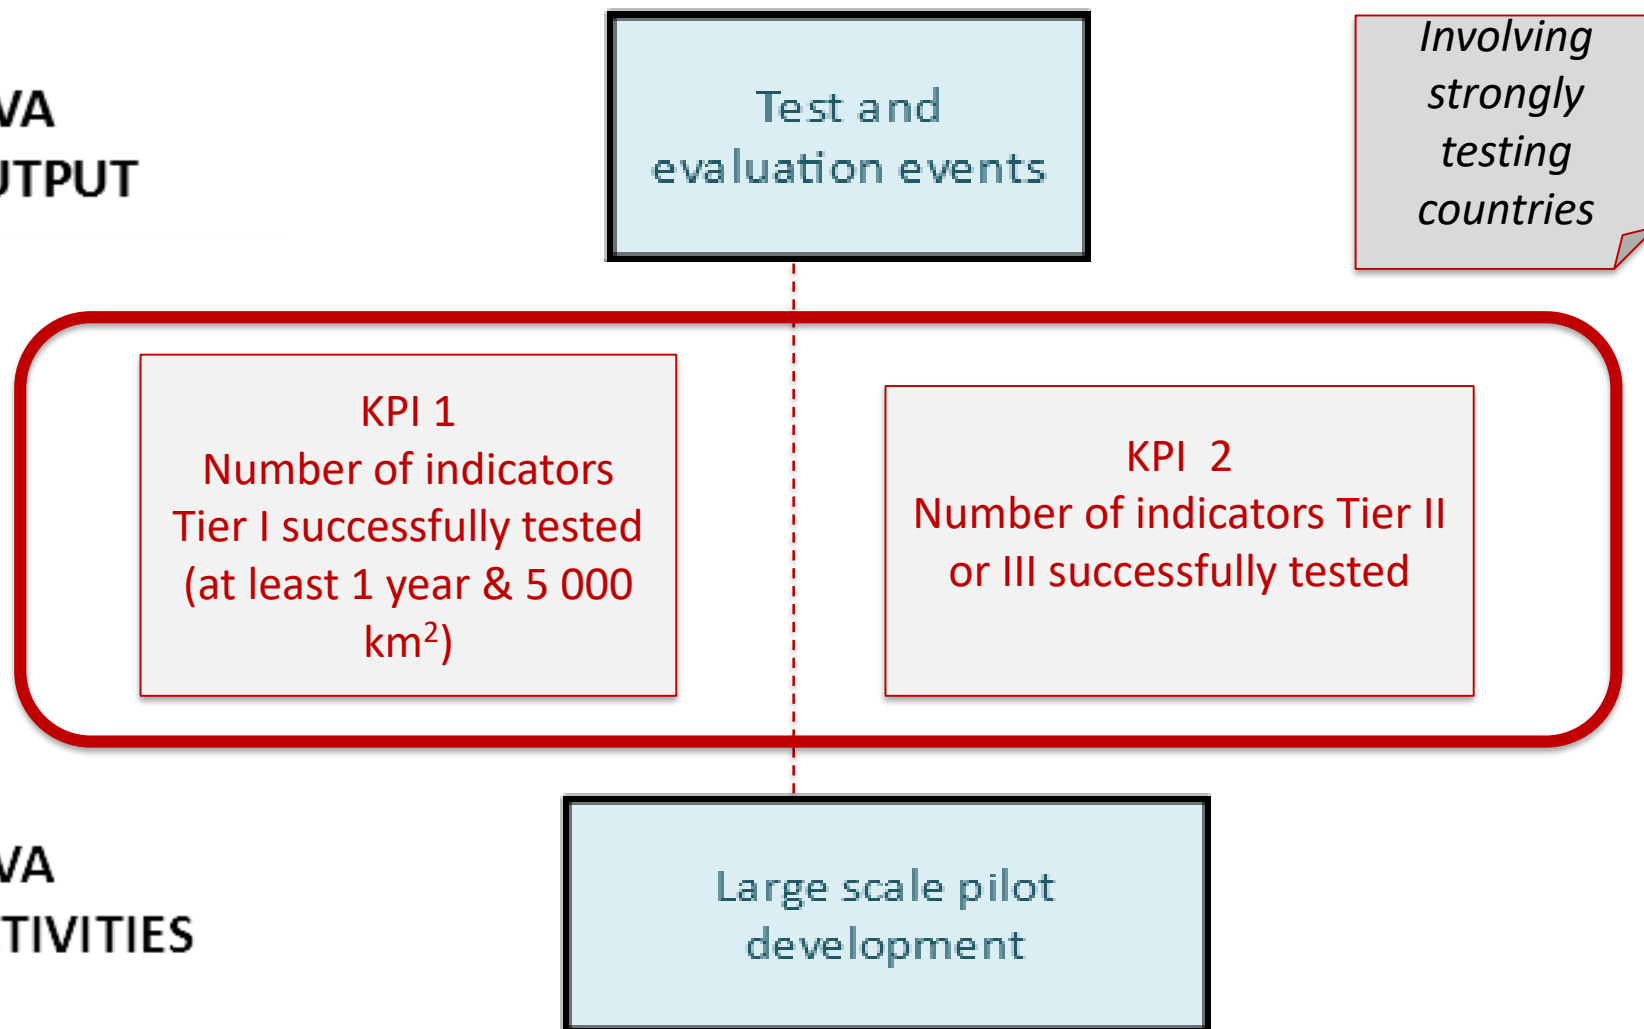 VA
UTPUT
Test and
evaluation events
Involving
strongly
testing
countries
KPI 1
Number of indicators
Tier I successfully tested
(at least 1 year & 5 000
km²)
KPI 2
Number of indicators Tier II
or III successfully tested
VA
TIVITIES
Large scale pilot
development